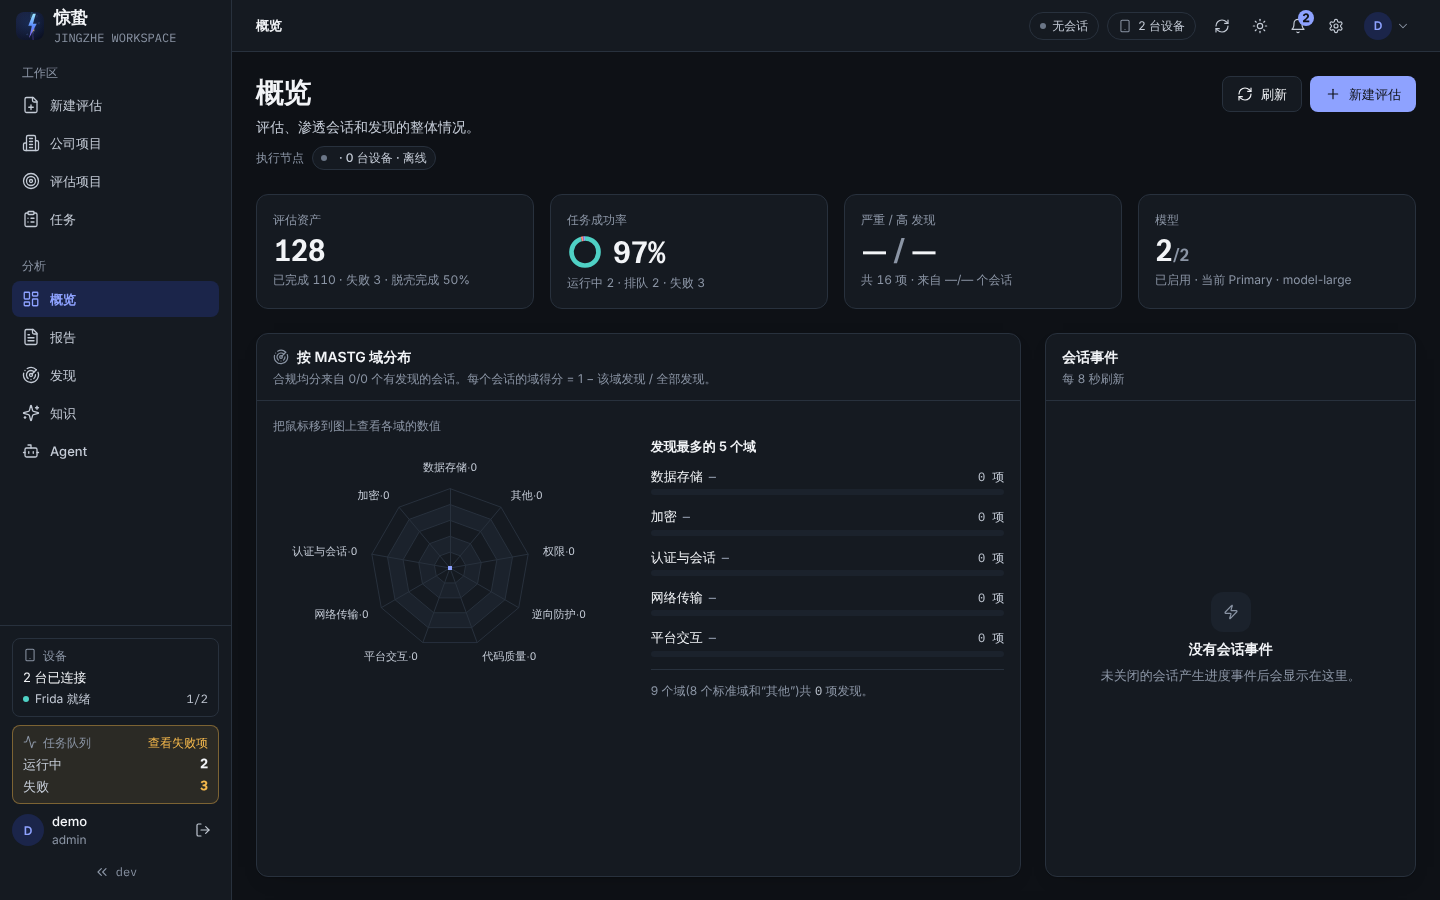 惊蛰
JINGZHE WORKSPACE
工作区
新建评估
公司项目
评估项目
任务
分析
概览
报告
发现
知识
Agent
设备
2 台已连接
Frida 就绪 1/2
任务队列 查看失败项
运行中 2
失败 3
D
demo
admin
dev
概览
无会话
2 台设备
2
D
概览
评估、渗透会话和发现的整体情况。
执行节点 · 0 台设备 · 离线
刷新
新建评估
评估资产
128
已完成 110 · 失败 3 · 脱壳完成 50%
任务成功率
97%
运行中 2 · 排队 2 · 失败 3
严重 / 高 发现
— / —
共 16 项 · 来自 —/— 个会话
模型
2/2
已启用 · 当前 Primary · model-large
按 MASTG 域分布
合规均分来自 0/0 个有发现的会话。每个会话的域得分 = 1 − 该域发现 / 全部发现。
把鼠标移到图上查看各域的数值
数据存储·0
其他·0
权限·0
逆向防护·0
代码质量·0
平台交互·0
网络传输·0
认证与会话·0
加密·0
发现最多的 5 个域
数据存储 — 0 项
加密 — 0 项
认证与会话 — 0 项
网络传输 — 0 项
平台交互 — 0 项
9 个域(8 个标准域和"其他")共 0 项发现。
会话事件
每 8 秒刷新
没有会话事件
未关闭的会话产生进度事件后会显示在这里。